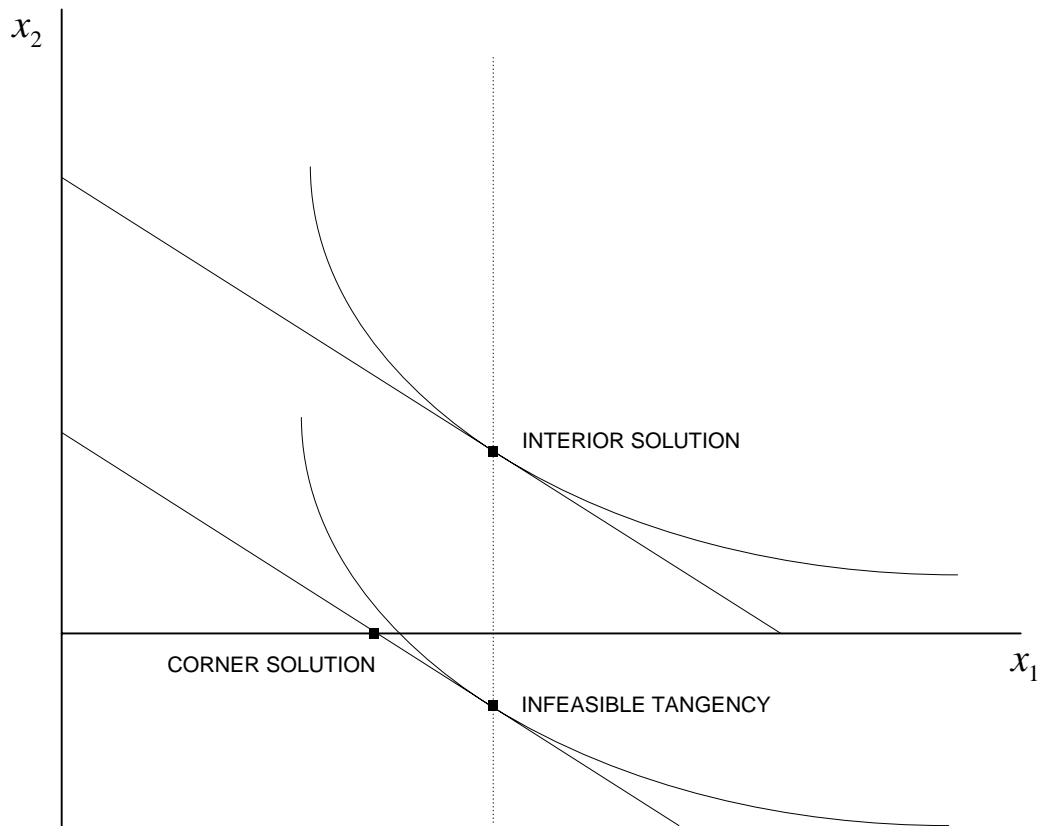 x₂
INTERIOR SOLUTION
CORNER SOLUTION
x₁
INFEASIBLE TANGENCY